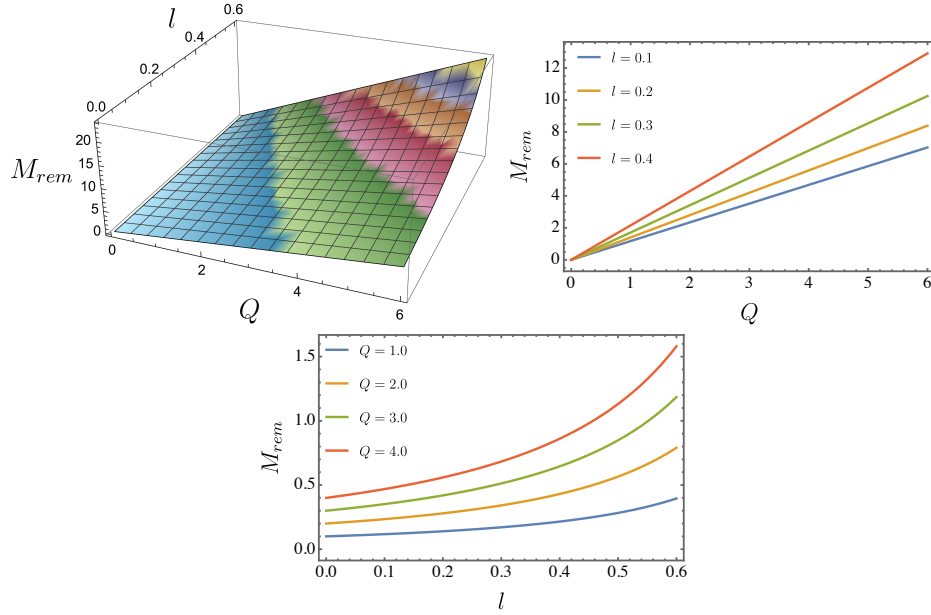 l
0.6
0.4
0.2
0.0
M_rem
20
15
10
5
0
0
2
4
6
Q
M_rem
12
10
8
6
4
2
0
l = 0.1
l = 0.2
l = 0.3
l = 0.4
0 1 2 3 4 5 6
Q
M_rem
1.5
1.0
0.5
0.0
Q = 1.0
Q = 2.0
Q = 3.0
Q = 4.0
0.0 0.1 0.2 0.3 0.4 0.5 0.6
l